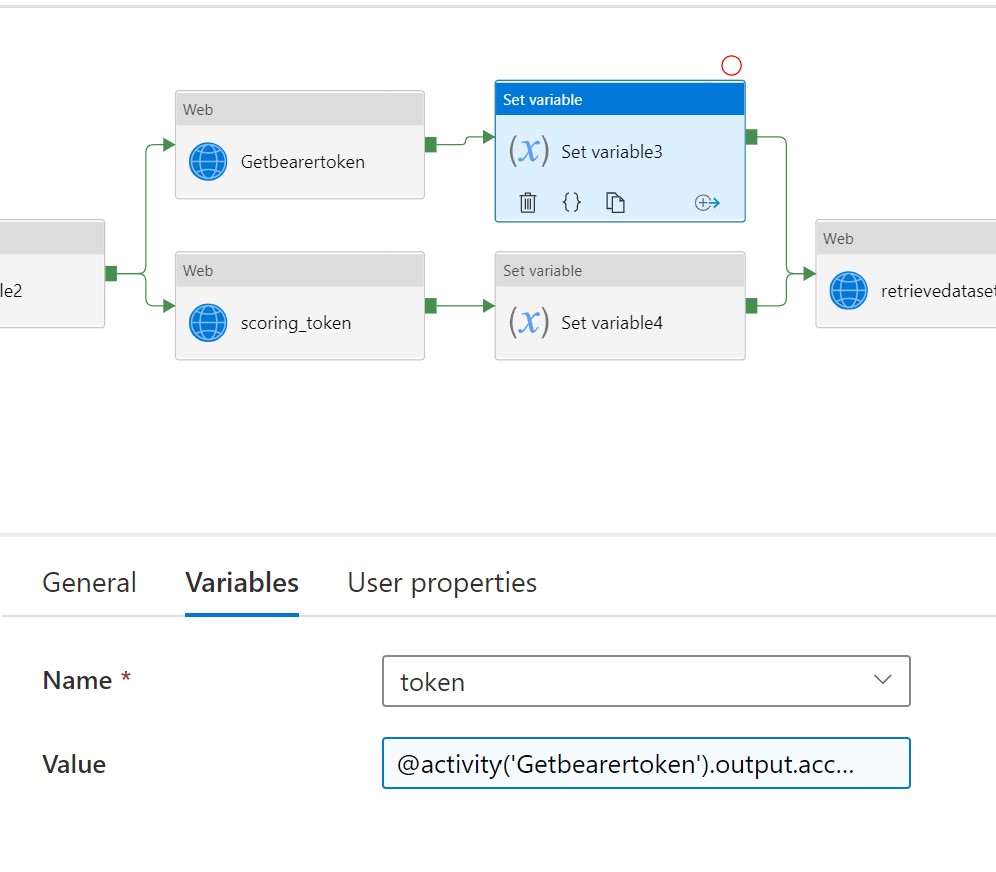 Web
Getbearertoken
Set variable
(x) Set variable3
{}
le2
Web
scoring_token
Set variable
(x) Set variable4
Web
retrievedataset
General Variables User properties
Name * token
Value @activity('Getbearertoken').output.acc...